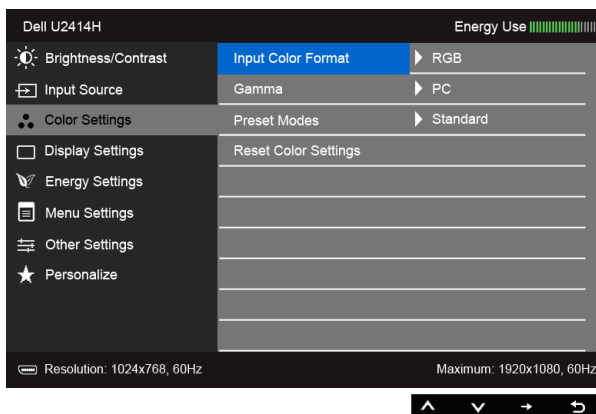 Dell U2414H Energy Use
Brightness/Contrast Input Color Format RGB
Input Source Gamma PC
Color Settings Preset Modes Standard
Display Settings Reset Color Settings
Energy Settings
Menu Settings
Other Settings
Personalize
Resolution: 1024x768, 60Hz Maximum: 1920x1080, 60Hz